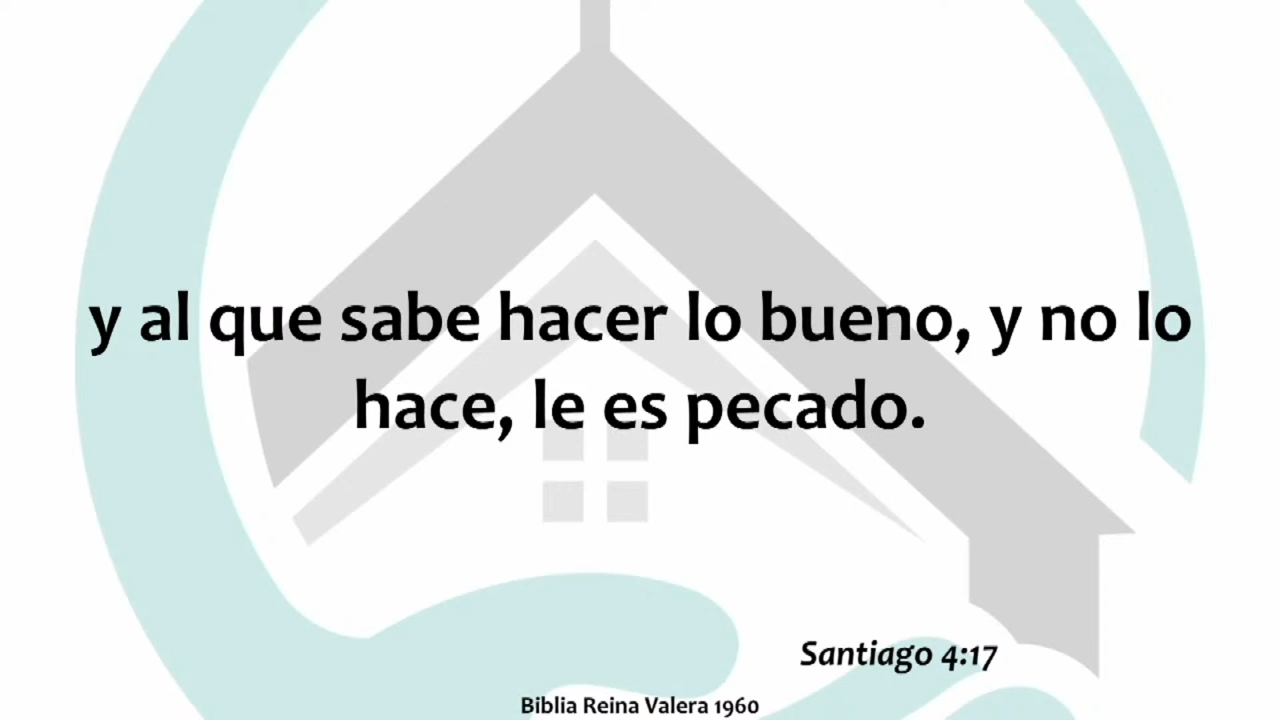 y al que sabe hacer lo bueno, y no lo
hace, le es pecado.
Santiago 4:17
Biblia Reina Valera 1960